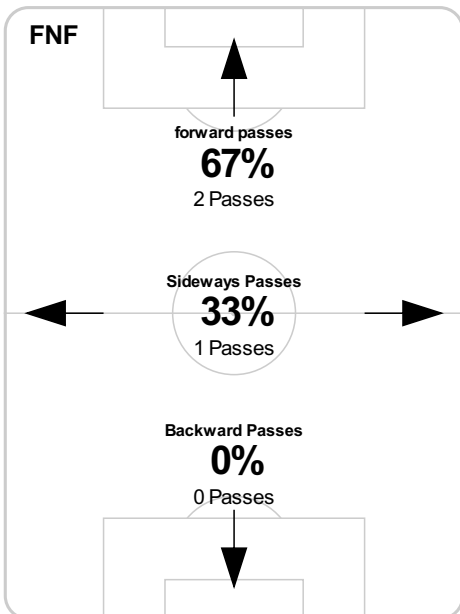 FNF
forward passes
67%
2 Passes
Sideways Passes
33%
1 Passes
Backward Passes
0%
0 Passes